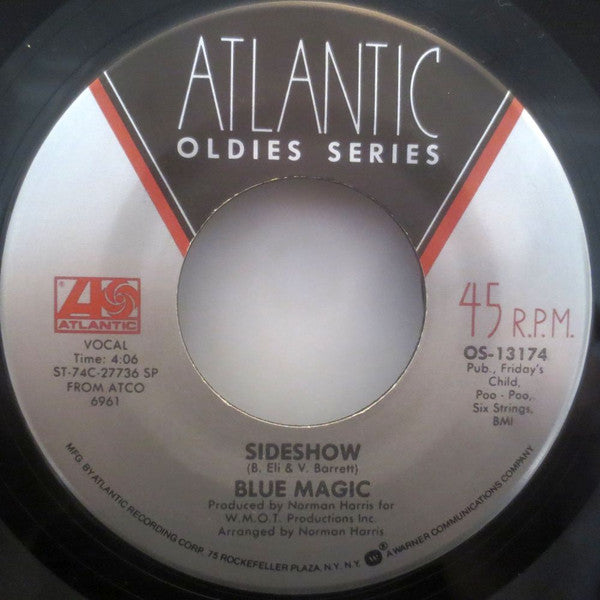 ATLANTIC
OLDIES SERIES
®
ATLANTIC
VOCAL
Time: 4:06
ST-74C-27736 SP
FROM ATCO
6961
45 R.P.M.
OS-13174
Pub., Friday's
Child,
Poo - Poo,
Six Strings,
BMI
SIDESHOW
(B. Eli & V. Barrett)
BLUE MAGIC
Produced by Norman Harris for
W.M.O.T. Productions Inc.
Arranged by Norman Harris
MFG. BY ATLANTIC RECORDING CORP. 75 ROCKEFELLER PLAZA, N.Y. N.Y. ® A WARNER COMMUNICATIONS COMPANY